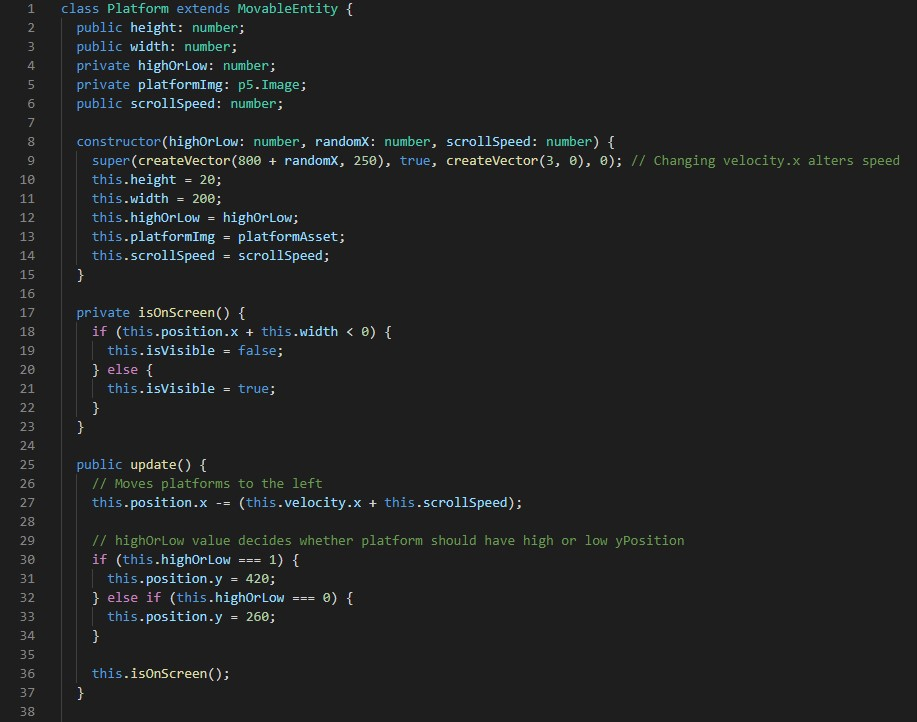 1 class Platform extends MovableEntity {
2   public height: number;
3   public width: number;
4   private highOrLow: number;
5   private platformImg: p5.Image;
6   public scrollSpeed: number;
7
8   constructor(highOrLow: number, randomX: number, scrollSpeed: number) {
9     super(createVector(800 + randomX, 250), true, createVector(3, 0), 0); // Changing velocity.x alters speed
10     this.height = 20;
11     this.width = 200;
12     this.highOrLow = highOrLow;
13     this.platformImg = platformAsset;
14     this.scrollSpeed = scrollSpeed;
15   }
16
17   private isOnScreen() {
18     if (this.position.x + this.width < 0) {
19       this.isVisible = false;
20     } else {
21       this.isVisible = true;
22     }
23   }
24
25   public update() {
26     // Moves platforms to the left
27     this.position.x -= (this.velocity.x + this.scrollSpeed);
28
29     // highOrLow value decides whether platform should have high or low yPosition
30     if (this.highOrLow === 1) {
31       this.position.y = 420;
32     } else if (this.highOrLow === 0) {
33       this.position.y = 260;
34     }
35
36     this.isOnScreen();
37   }
38